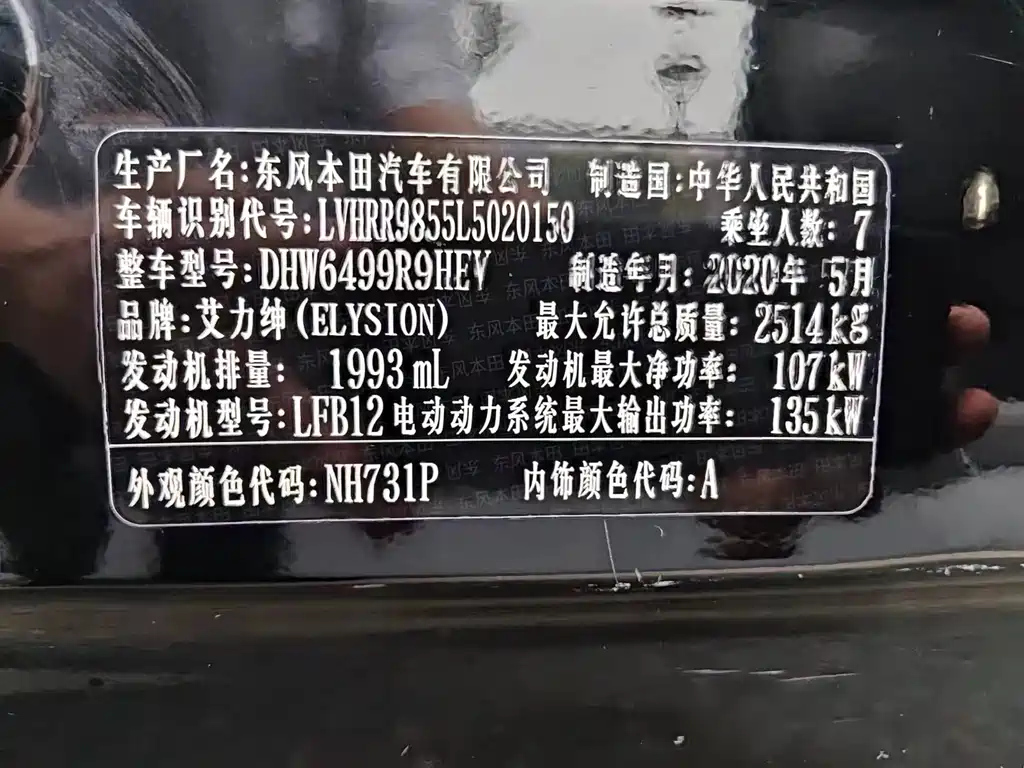 生产厂名:东风本田汽车有限公司 制造国:中华人民共和国
车辆识别代号:LVHRR9855L5020150 乘坐人数:7
整车型号:DHW6499R9HEV 制造年月:2020年 5月
品牌:艾力绅(ELYSION) 最大允许总质量:2514kg
发动机排量: 1993mL 发动机最大净功率: 107kW
发动机型号:LFB12 电动动力系统最大输出功率: 135kW
外观颜色代码:NH731P 内饰颜色代码:A